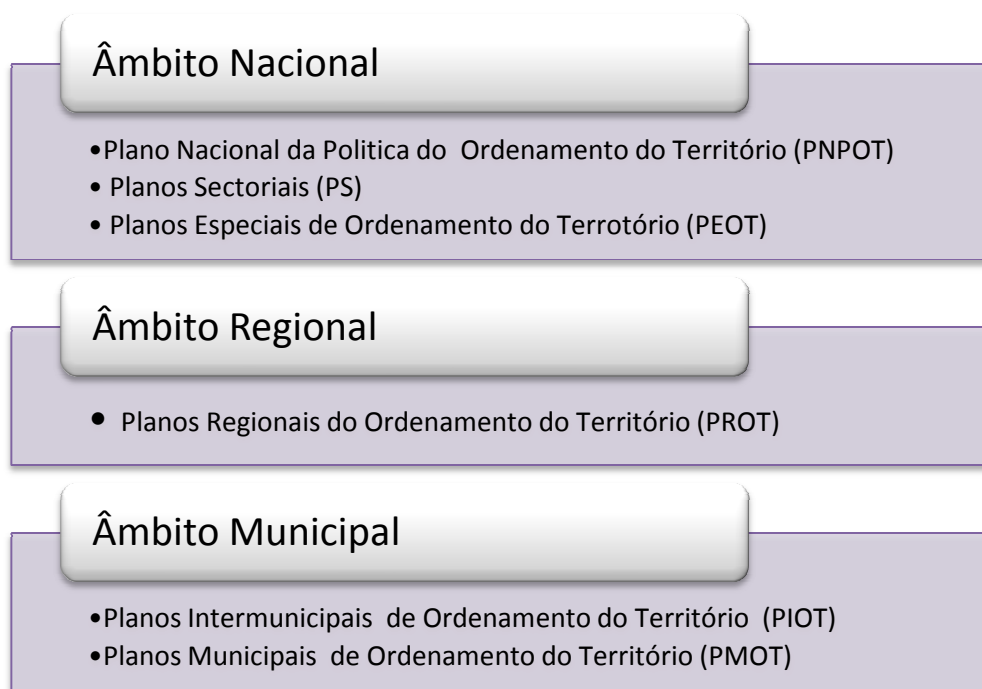 Âmbito Nacional
•Plano Nacional da Politica do Ordenamento do Território (PNPOT)
• Planos Sectoriais (PS)
• Planos Especiais de Ordenamento do Terrotório (PEOT)
Âmbito Regional
• Planos Regionais do Ordenamento do Território (PROT)
Âmbito Municipal
•Planos Intermunicipais de Ordenamento do Território (PIOT)
•Planos Municipais de Ordenamento do Território (PMOT)